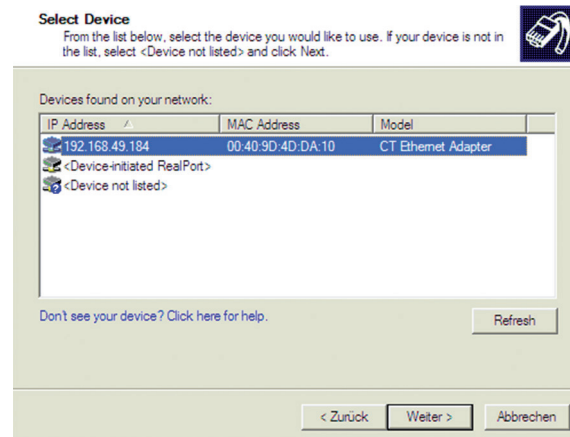 Select Device
From the list below, select the device you would like to use. If your device is not in
the list, select <Device not listed> and click Next.
Devices found on your network:
IP Address MAC Address Model
192.168.49.184 00:40:9D:4D:DA:10 CT Ethernet Adapter
<Device-initiated RealPort>
<Device not listed>
Don't see your device? Click here for help.
Refresh
< Zurück Weiter > Abbrechen